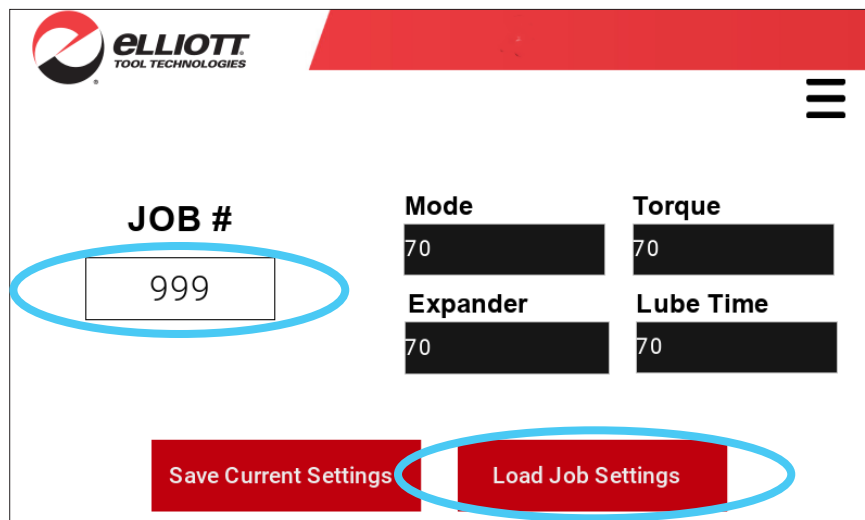 eLLIOTT.
TOOL TECHNOLOGIES
®
JOB #
999
Mode
70
Torque
70
Expander
70
Lube Time
70
Save Current Settings
Load Job Settings